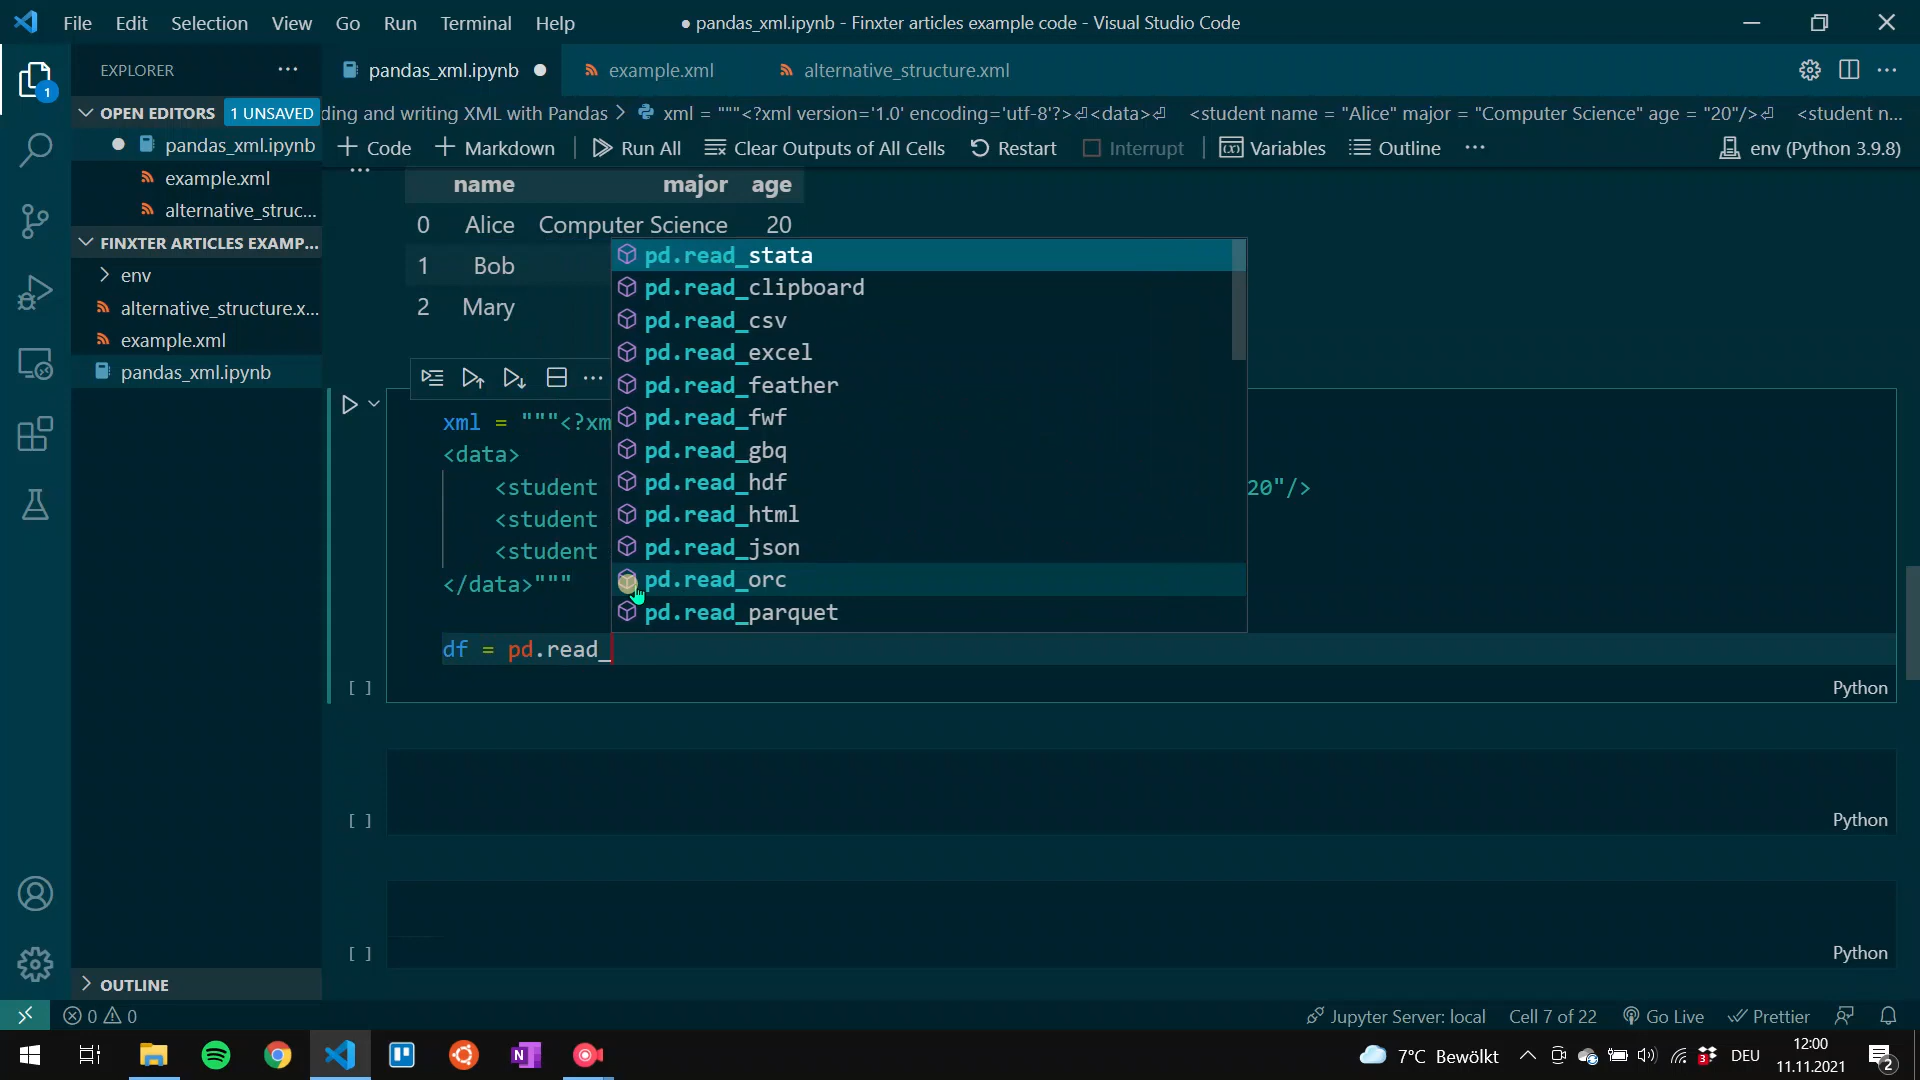 File Edit Selection View Go Run Terminal Help
● pandas_xml.ipynb - Finxter articles example code - Visual Studio Code
EXPLORER
pandas_xml.ipynb
example.xml
alternative_structure.xml
OPEN EDITORS
1 UNSAVED
ding and writing XML with Pandas > xml = """<?xml version='1.0' encoding='utf-8'?>⏎<data>⏎ <student name = "Alice" major = "Computer Science" age = "20"/>⏎ <student n...
pandas_xml.ipynb
+ Code + Markdown Run All Clear Outputs of All Cells Restart Interrupt Variables Outline ··· env (Python 3.9.8)
example.xml
alternative_struc...
FINXTER ARTICLES EXAMP...
env
alternative_structure.x...
example.xml
pandas_xml.ipynb
1
name major age
0 Alice Computer Science 20
1 Bob
2 Mary
pd.read_stata
pd.read_clipboard
pd.read_csv
pd.read_excel
pd.read_feather
pd.read_fwf
pd.read_gbq
pd.read_hdf
pd.read_html
pd.read_json
pd.read_orc
pd.read_parquet
xml = """<?xm
<data>
<student 20"/>
<student
<student
</data>"""
df = pd.read_
[ ] Python
[ ] Python
[ ] Python
OUTLINE
0 0
Jupyter Server: local Cell 7 of 22 Go Live Prettier
7°C Bewölkt
3
DEU
12:00
11.11.2021
2